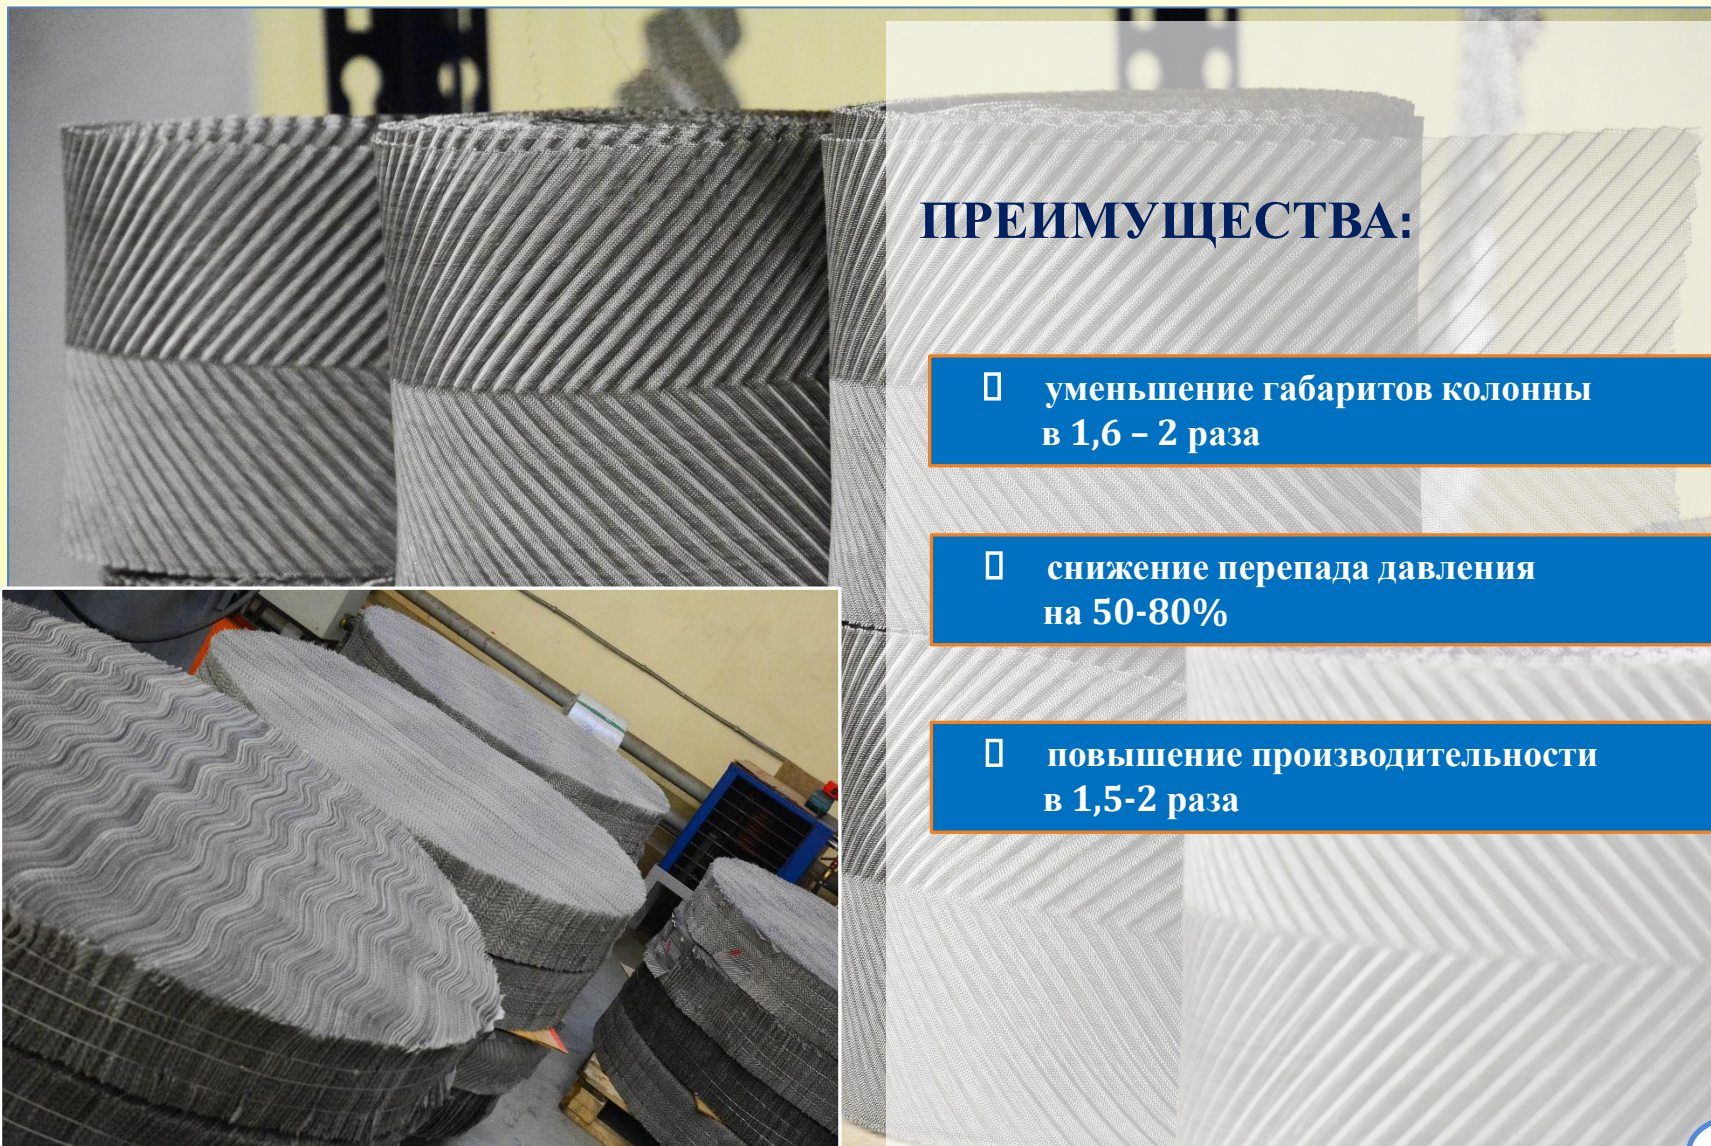 ПРЕИМУЩЕСТВА:
уменьшение габаритов колонны
в 1,6 – 2 раза
снижение перепада давления
на 50-80%
повышение производительности
в 1,5-2 раза